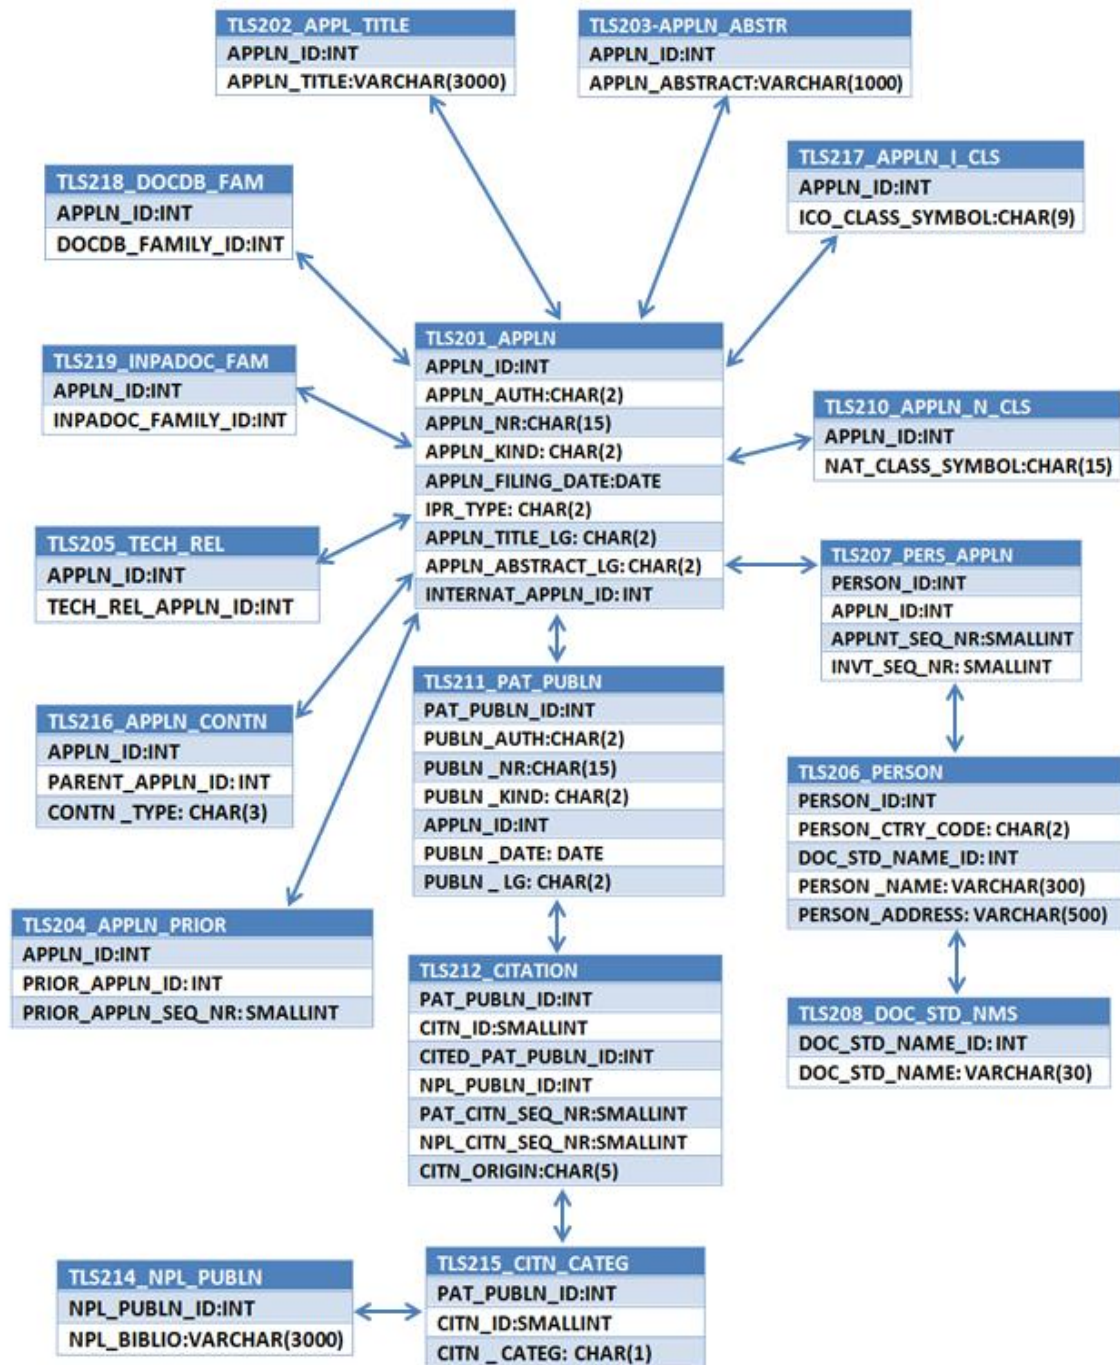 TLS202_APPL_TITLE
APPLN_ID:INT
APPLN_TITLE:VARCHAR(3000)
TLS203-APPLN_ABSTR
APPLN_ID:INT
APPLN_ABSTRACT:VARCHAR(1000)
TLS217_APPLN_I_CLS
APPLN_ID:INT
ICO_CLASS_SYMBOL:CHAR(9)
TLS218_DOCDB_FAM
APPLN_ID:INT
DOCDB_FAMILY_ID:INT
TLS201_APPLN
APPLN_ID:INT
APPLN_AUTH:CHAR(2)
APPLN_NR:CHAR(15)
APPLN_KIND: CHAR(2)
APPLN_FILING_DATE:DATE
IPR_TYPE: CHAR(2)
APPLN_TITLE_LG: CHAR(2)
APPLN_ABSTRACT_LG: CHAR(2)
INTERNAT_APPLN_ID: INT
TLS219_INPADOC_FAM
APPLN_ID:INT
INPADOC_FAMILY_ID:INT
TLS210_APPLN_N_CLS
APPLN_ID:INT
NAT_CLASS_SYMBOL:CHAR(15)
TLS205_TECH_REL
APPLN_ID:INT
TECH_REL_APPLN_ID:INT
TLS207_PERS_APPLN
PERSON_ID:INT
APPLN_ID:INT
APPLNT_SEQ_NR:SMALLINT
INVT_SEQ_NR: SMALLINT
TLS211_PAT_PUBLN
PAT_PUBLN_ID:INT
PUBLN_AUTH:CHAR(2)
PUBLN _NR:CHAR(15)
PUBLN _KIND: CHAR(2)
APPLN_ID:INT
PUBLN _DATE: DATE
PUBLN _ LG: CHAR(2)
TLS216_APPLN_CONTN
APPLN_ID:INT
PARENT_APPLN_ID: INT
CONTN _TYPE: CHAR(3)
TLS206_PERSON
PERSON_ID:INT
PERSON_CTRY_CODE: CHAR(2)
DOC_STD_NAME_ID: INT
PERSON _NAME: VARCHAR(300)
PERSON_ADDRESS: VARCHAR(500)
TLS204_APPLN_PRIOR
APPLN_ID:INT
PRIOR_APPLN_ID: INT
PRIOR_APPLN_SEQ_NR: SMALLINT
TLS212_CITATION
PAT_PUBLN_ID:INT
CITN_ID:SMALLINT
CITED_PAT_PUBLN_ID:INT
NPL_PUBLN_ID:INT
PAT_CITN_SEQ_NR:SMALLINT
NPL_CITN_SEQ_NR:SMALLINT
CITN_ORIGIN:CHAR(5)
TLS208_DOC_STD_NMS
DOC_STD_NAME_ID: INT
DOC_STD_NAME: VARCHAR(30)
TLS215_CITN_CATEG
PAT_PUBLN_ID:INT
CITN_ID:SMALLINT
CITN _ CATEG: CHAR(1)
TLS214_NPL_PUBLN
NPL_PUBLN_ID:INT
NPL_BIBLIO:VARCHAR(3000)